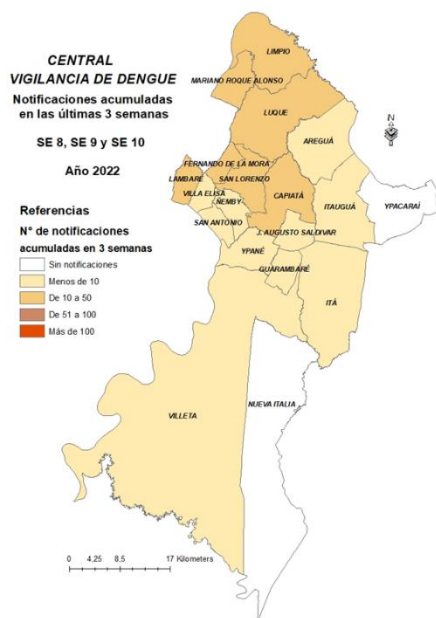 CENTRAL
VIGILANCIA DE DENGUE
Notificaciones acumuladas
en las últimas 3 semanas
SE 8, SE 9 y SE 10
Año 2022
Referencias
N° de notificaciones
acumuladas en 3 semanas
Sin notificaciones
Menos de 10
De 10 a 50
De 51 a 100
Más de 100
LIMPIO
MARIANO ROQUE ALONSO
LUQUE
N
AREGUÁ
FERNANDO DE LA MORA
LAMBARÉ
SAN LORENZO
CAPIATÁ
VILLA ELISA
ÑEMBY
ITAUGUÁ
YPACARAÍ
SAN ANTONIO
J. AUGUSTO SALDIVAR
YPANÉ
GUARAMBARÉ
ITÁ
NUEVA ITALIA
VILLETA
0 4,25 8,5 17 Kilometers